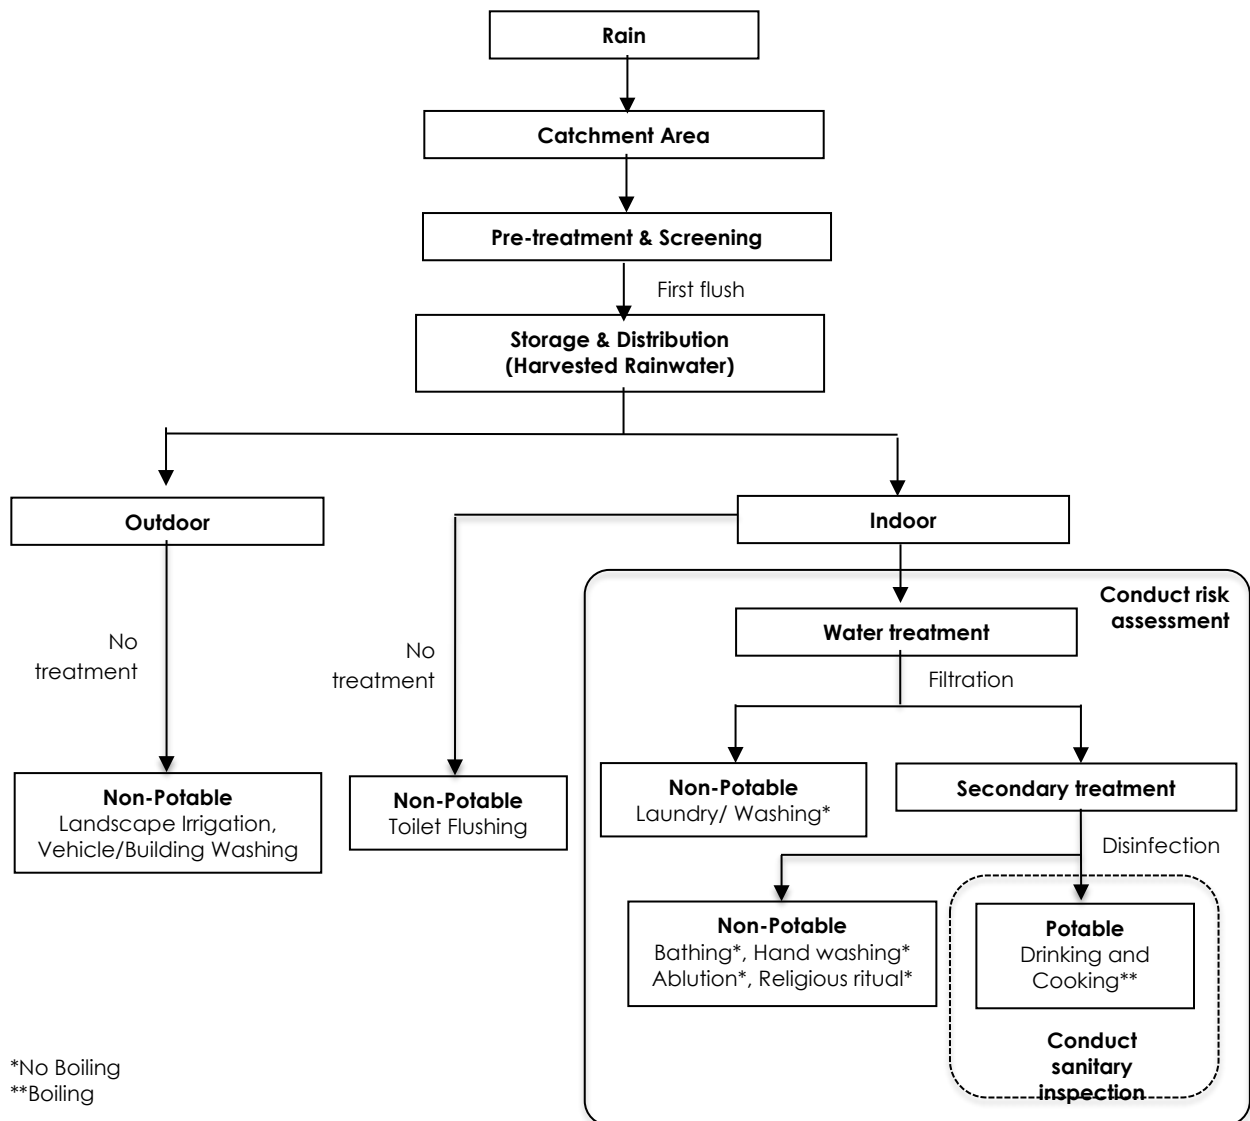 Rain
Catchment Area
Pre-treatment & Screening
First flush
Storage & Distribution
(Harvested Rainwater)
Outdoor
Indoor
No
treatment
No
treatment
Conduct risk
assessment
Water treatment
Filtration
Non-Potable
Landscape Irrigation,
Vehicle/Building Washing
Non-Potable
Toilet Flushing
Non-Potable
Laundry/ Washing*
Secondary treatment
Disinfection
Non-Potable
Bathing*, Hand washing*
Ablution*, Religious ritual*
Potable
Drinking and
Cooking**
Conduct
sanitary
inspection
*No Boiling
**Boiling